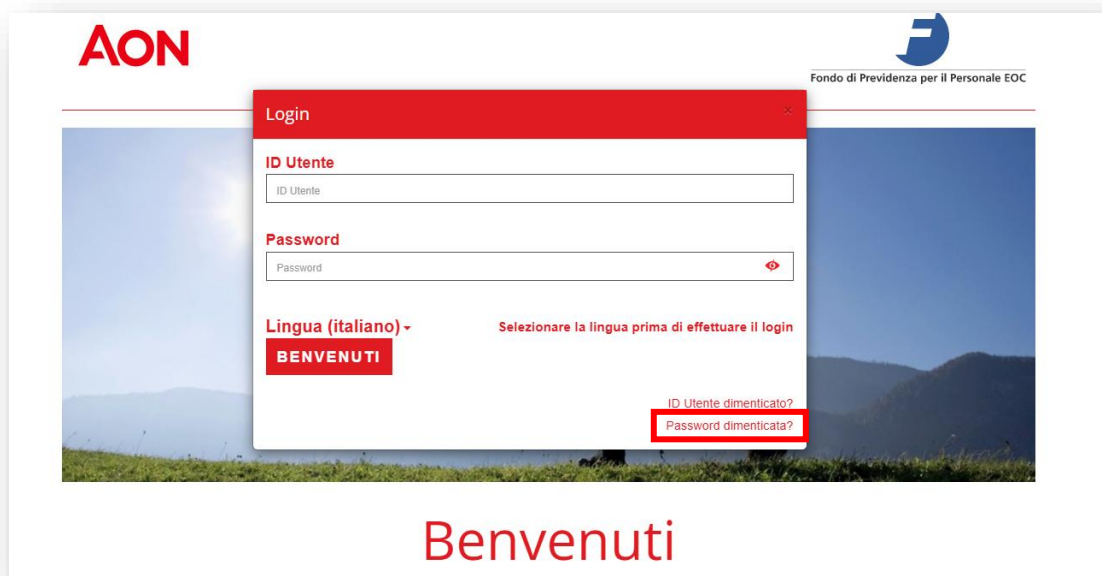 AON
Fondo di Previdenza per il Personale EOC
Login
×
ID Utente
ID Utente
Password
Password
Lingua (italiano)
Selezionare la lingua prima di effettuare il login
BENVENUTI
ID Utente dimenticato?
Password dimenticata?
Benvenuti